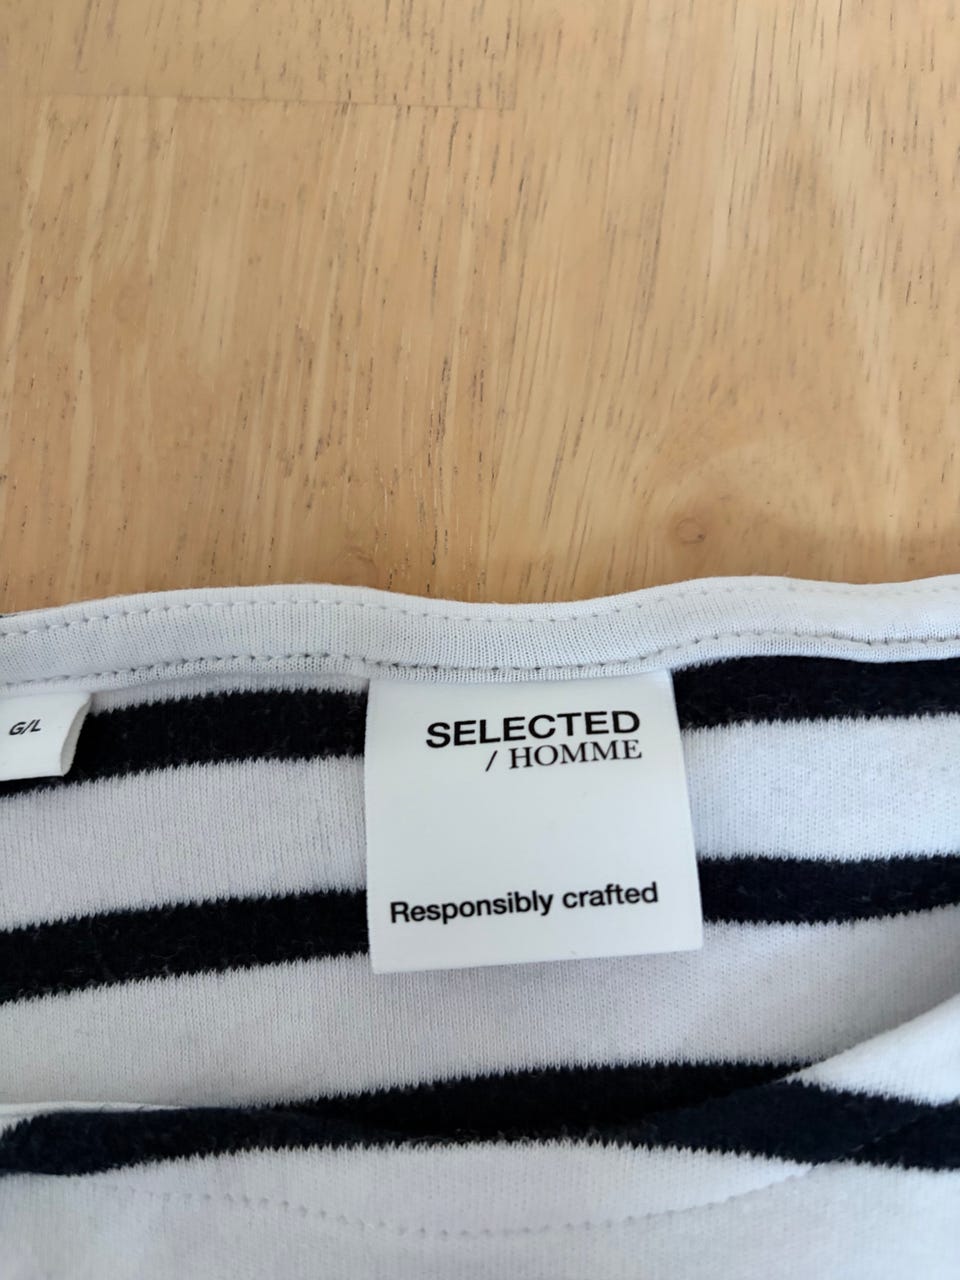 G/L
SELECTED
/ HOMME
Responsibly crafted